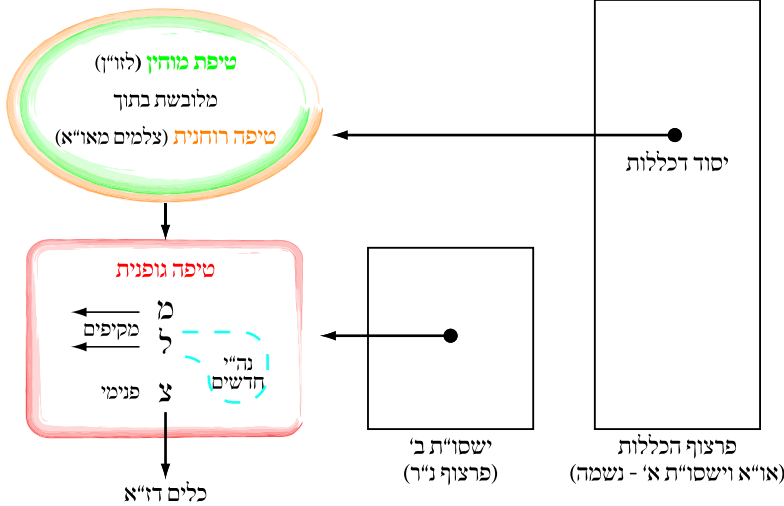 טיפת מוחין (לזו"ן)
מלובשת בתוך
טיפה רוחנית (צלמים מאו"א)
יסוד דכללות
טיפה גופנית
מ
מקיפים
ל
נה"י
חדשים
צ
פנימי
כלים דז"א
ישסו"ת ב'
(פרצוף נ"ר)
פרצוף הכללות
(או"א וישסו"ת א' - נשמה)